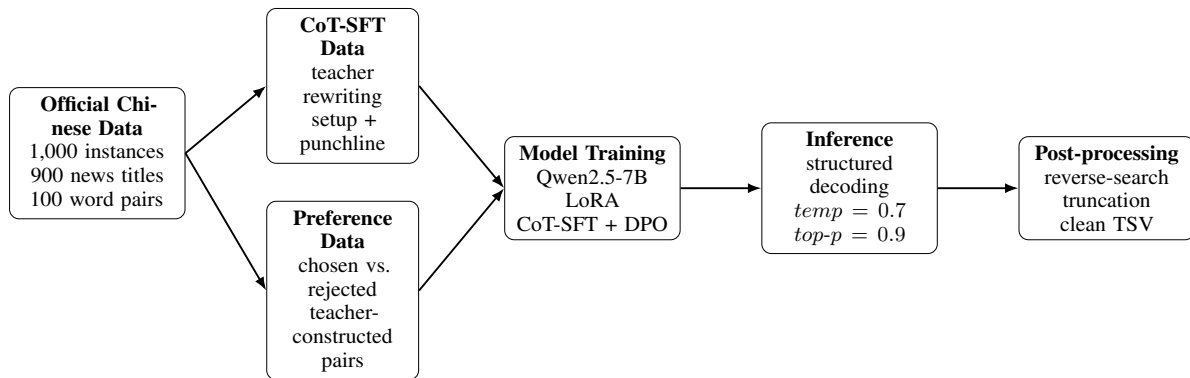 Official Chi-
nese Data
1,000 instances
900 news titles
100 word pairs
CoT-SFT
Data
teacher
rewriting
setup +
punchline
Preference
Data
chosen vs.
rejected
teacher-
constructed
pairs
Model Training
Qwen2.5-7B
LoRA
CoT-SFT + DPO
Inference
structured
decoding
temp = 0.7
top-p = 0.9
Post-processing
reverse-search
truncation
clean TSV